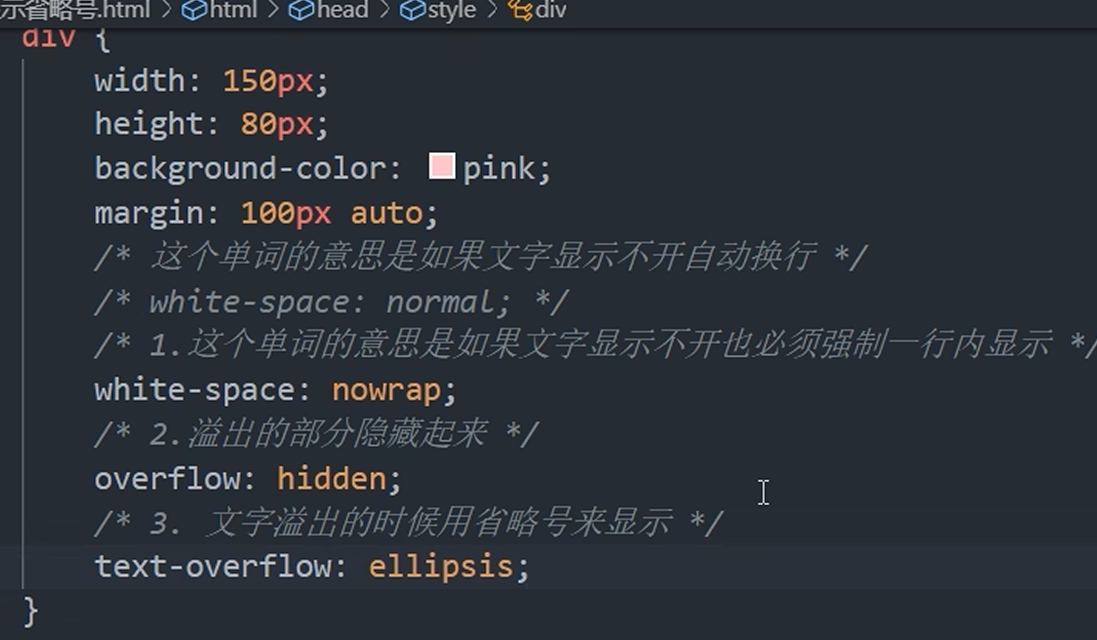 示省略号.html > html > head > style > div
div {
width: 150px;
height: 80px;
background-color: pink;
margin: 100px auto;
/* 这个单词的意思是如果文字显示不开自动换行 */
/* white-space: normal; */
/* 1.这个单词的意思是如果文字显示不开也必须强制一行内显示 */
white-space: nowrap;
/* 2.溢出的部分隐藏起来 */
overflow: hidden;
/* 3. 文字溢出的时候用省略号来显示 */
text-overflow: ellipsis;
}